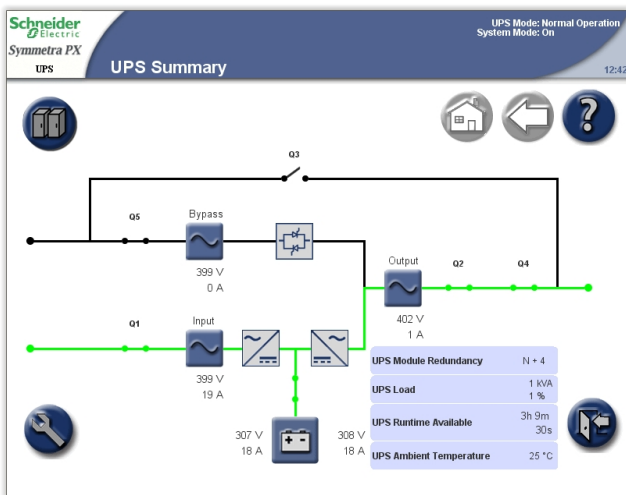 Schneider
Electric
Symmetra PX
UPS
UPS Summary
UPS Mode: Normal Operation
System Mode: On
12:42
?
Q3
Q5
Bypass
399 V
0 A
Output
Q2
Q4
402 V
1 A
Q1
Input
399 V
19 A
307 V
18 A
308 V
18 A
UPS Module Redundancy N + 4
UPS Load 1 kVA
1 %
UPS Runtime Available 3h 9m
30s
UPS Ambient Temperature 25 °C